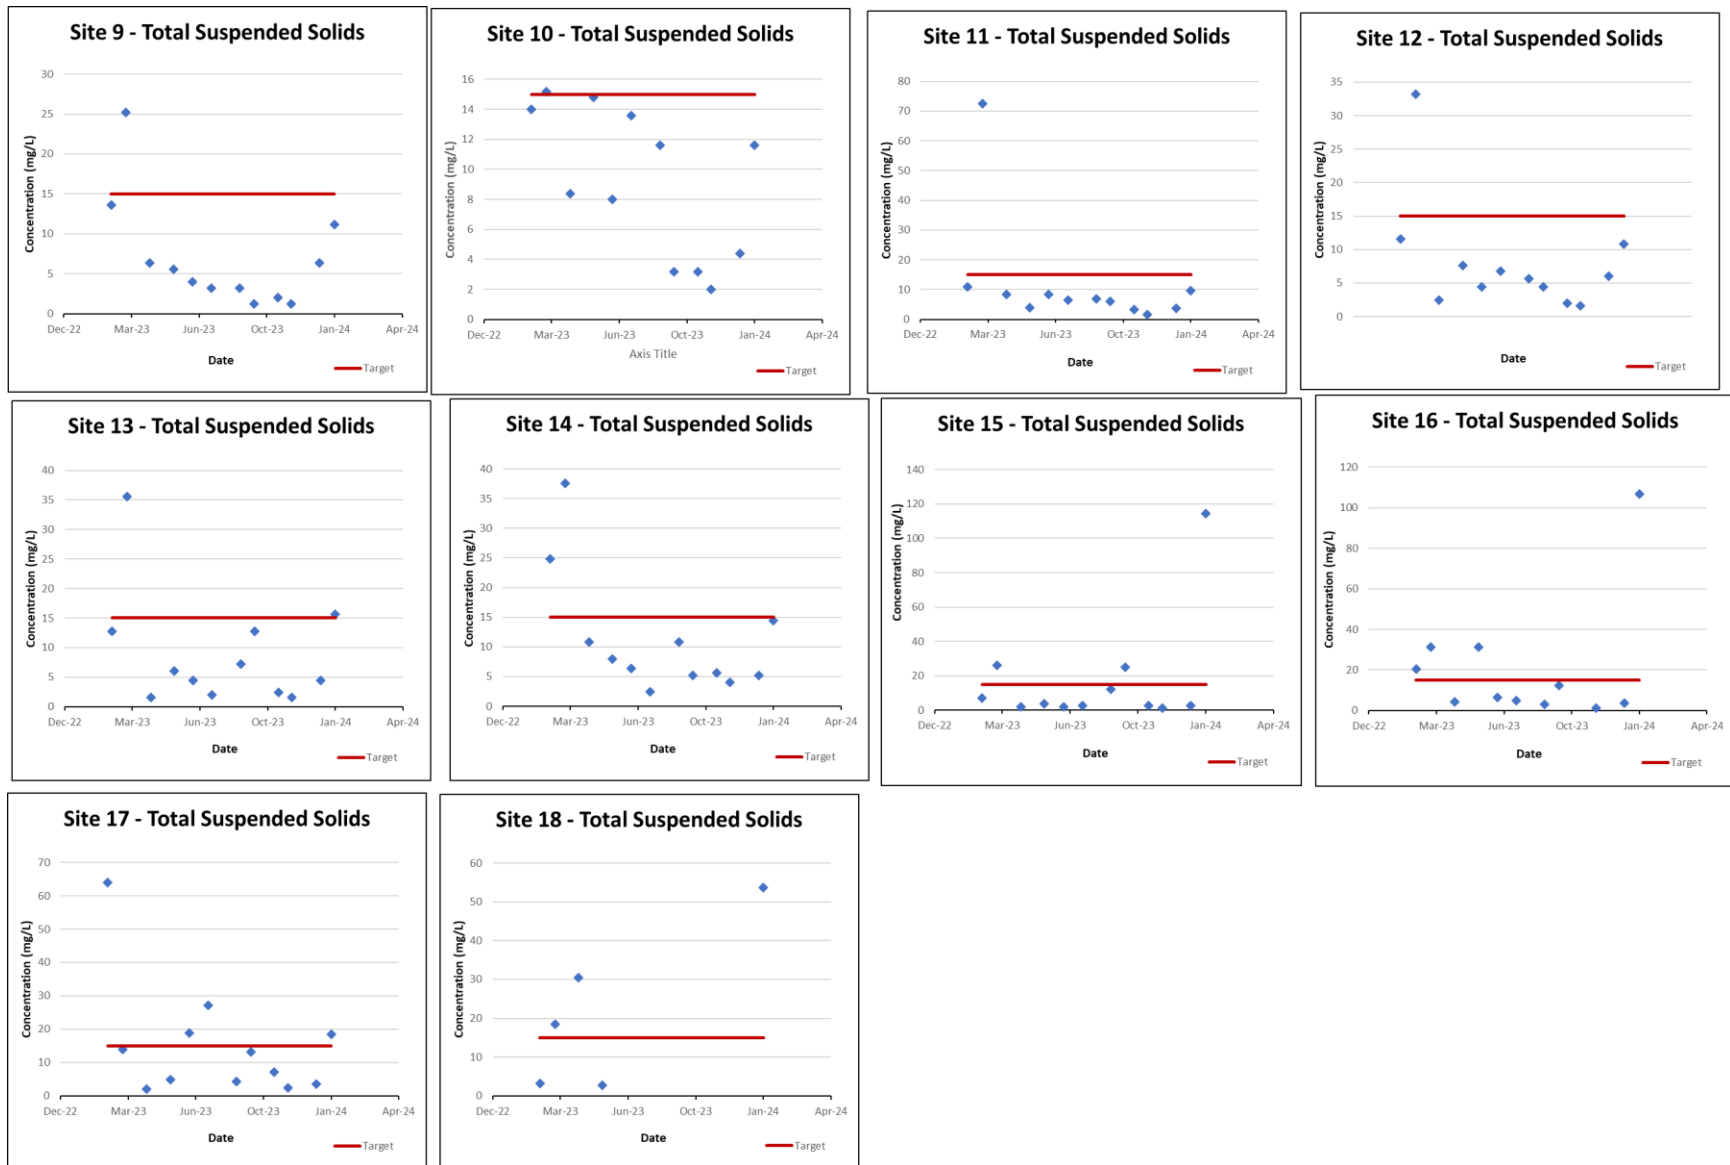 Site 9 - Total Suspended Solids
Concentration (mg/L)
30
25
20
15
10
5
0
Dec-22 Mar-23 Jun-23 Oct-23 Jan-24 Apr-24
Date
Target
Site 10 - Total Suspended Solids
Concentration (mg/L)
16
14
12
10
8
6
4
2
0
Dec-22 Mar-23 Jun-23 Oct-23 Jan-24 Apr-24
Axis Title
Target
Site 11 - Total Suspended Solids
Concentration (mg/L)
80
70
60
50
40
30
20
10
0
Dec-22 Mar-23 Jun-23 Oct-23 Jan-24 Apr-24
Date
Target
Site 12 - Total Suspended Solids
Concentration (mg/L)
35
30
25
20
15
10
5
0
Date
Target
Site 13 - Total Suspended Solids
Concentration (mg/L)
40
35
30
25
20
15
10
5
0
Dec-22 Mar-23 Jun-23 Oct-23 Jan-24 Apr-24
Date
Target
Site 14 - Total Suspended Solids
Concentration (mg/L)
40
35
30
25
20
15
10
5
0
Dec-22 Mar-23 Jun-23 Oct-23 Jan-24 Apr-24
Date
Target
Site 15 - Total Suspended Solids
Concentration (mg/L)
140
120
100
80
60
40
20
0
Dec-22 Mar-23 Jun-23 Oct-23 Jan-24 Apr-24
Date
Target
Site 16 - Total Suspended Solids
Concentration (mg/L)
120
100
80
60
40
20
0
Dec-22 Mar-23 Jun-23 Oct-23 Jan-24 Apr-24
Date
Target
Site 17 - Total Suspended Solids
Concentration (mg/L)
70
60
50
40
30
20
10
0
Dec-22 Mar-23 Jun-23 Oct-23 Jan-24 Apr-24
Date
Target
Site 18 - Total Suspended Solids
Concentration (mg/L)
60
50
40
30
20
10
0
Dec-22 Mar-23 Jun-23 Oct-23 Jan-24 Apr-24
Date
Target